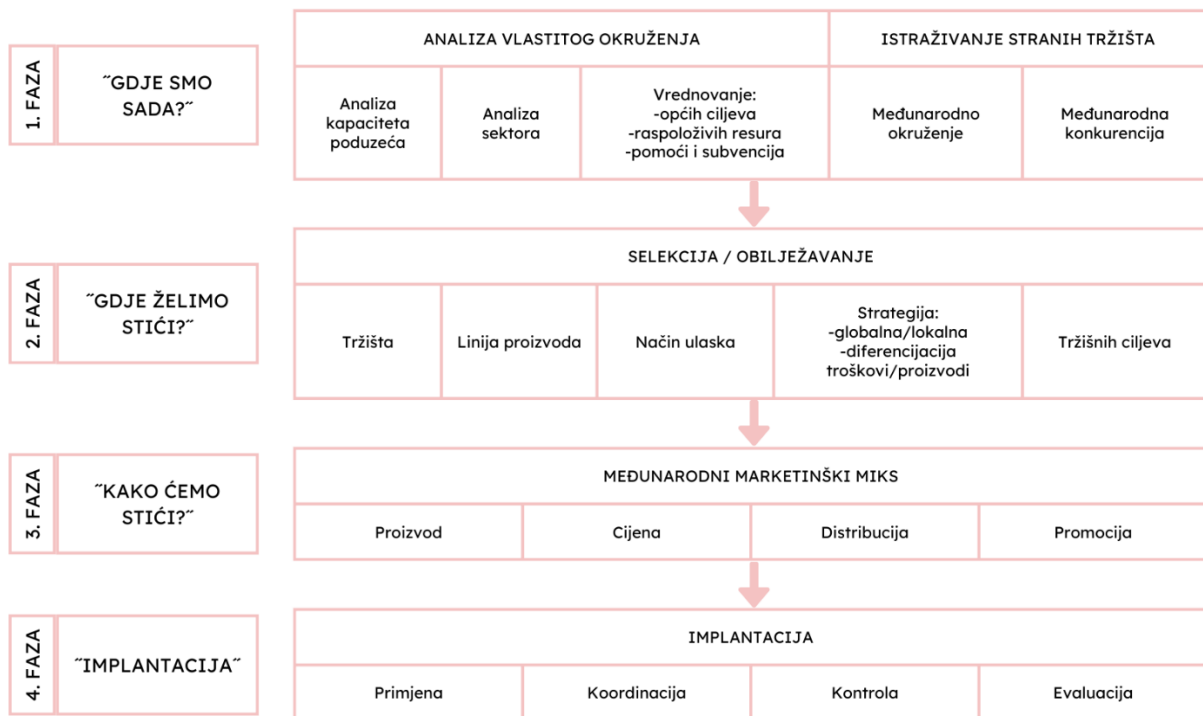 1. FAZA
˝GDJE SMO
SADA?˝
ANALIZA VLASTITOG OKRUŽENJA
ISTRAŽIVANJE STRANIH TRŽIŠTA
Analiza
kapaciteta
poduzeća
Analiza
sektora
Vrednovanje:
-općih ciljeva
-raspoloživih resura
-pomoći i subvencija
Međunarodno
okruženje
Međunarodna
konkurencija
2. FAZA
˝GDJE ŽELIMO
STIĆI?˝
SELEKCIJA / OBILJEŽAVANJE
Tržišta
Linija proizvoda
Način ulaska
Strategija:
-globalna/lokalna
-diferencijacija
troškovi/proizvodi
Tržišnih ciljeva
3. FAZA
˝KAKO ĆEMO
STIĆI?˝
MEĐUNARODNI MARKETINŠKI MIKS
Proizvod
Cijena
Distribucija
Promocija
4. FAZA
˝IMPLANTACIJA˝
IMPLANTACIJA
Primjena
Koordinacija
Kontrola
Evaluacija